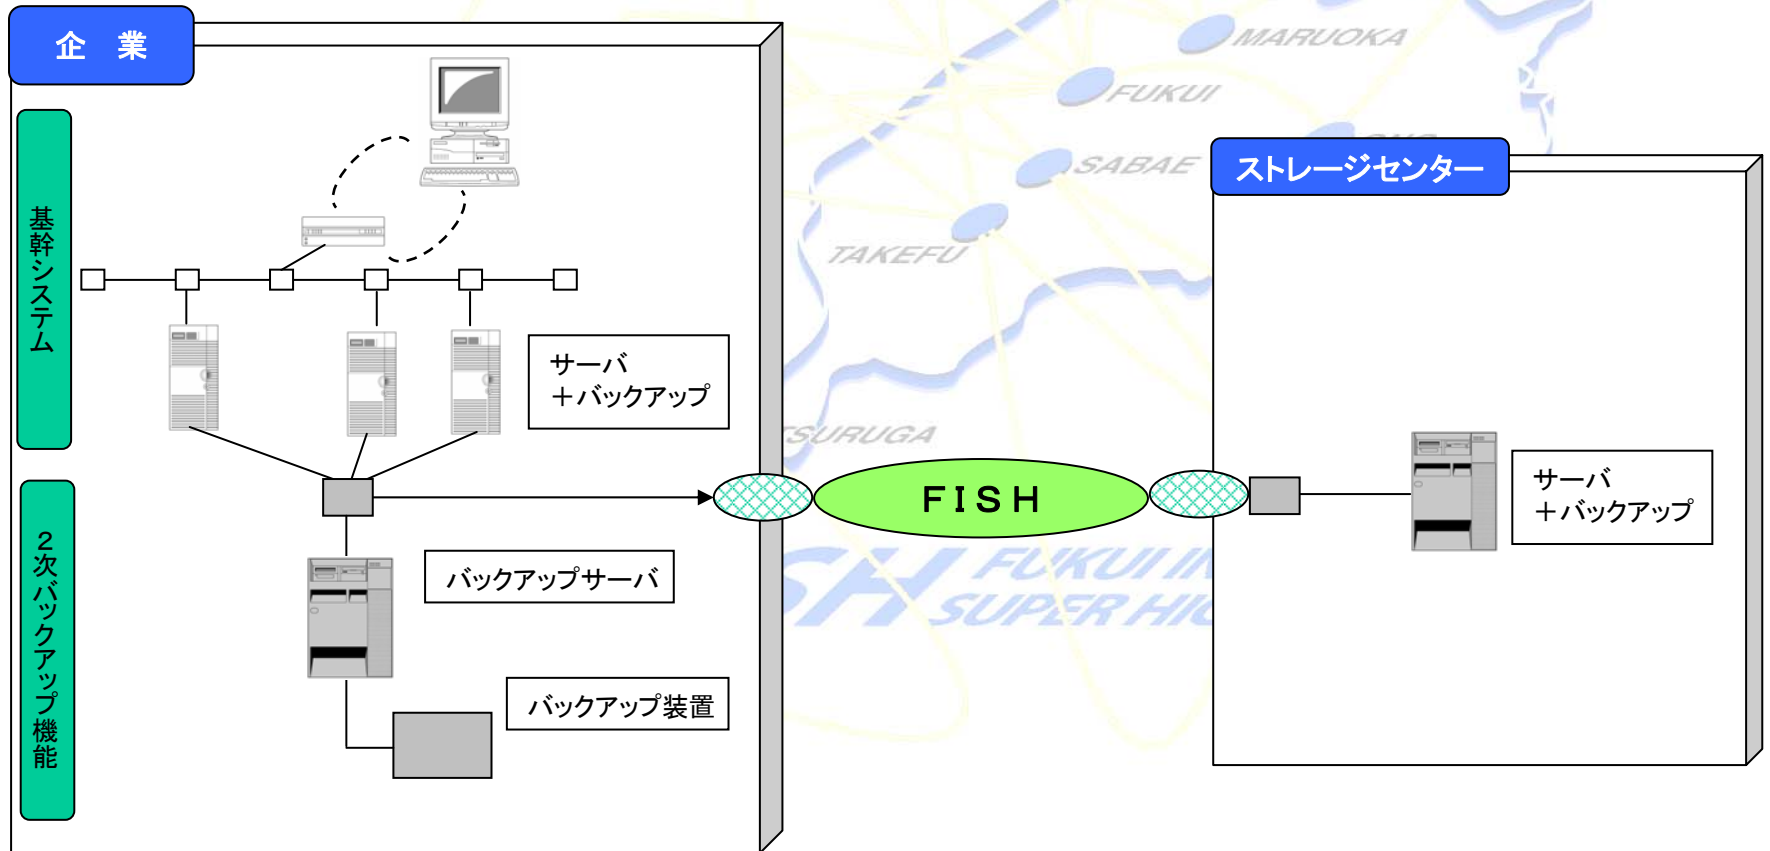 企　業
基幹システム
サーバ
＋バックアップ
２次バックアップ機能
バックアップサーバ
バックアップ装置
ＦＩＳＨ
ストレージセンター
サーバ
＋バックアップ
MARUOKA
FUKUI
SABAE
TAKEFU
TSURUGA
FUKUI
SUPER